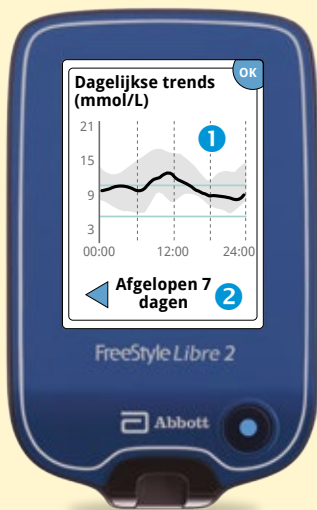 OK
Dagelijkse trends
(mmol/L)
21
1
15
9
3
00:00 12:00 24:00
Afgelopen 7
dagen
2
FreeStyle Libre 2
Abbott